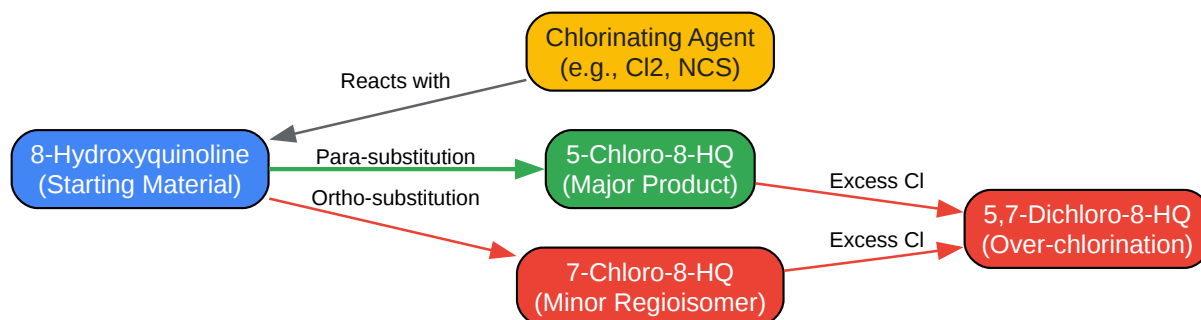 Chlorinating Agent
(e.g., Cl2, NCS)
Reacts with
8-Hydroxyquinoline
(Starting Material)
Para-substitution
Ortho-substitution
5-Chloro-8-HQ
(Major Product)
7-Chloro-8-HQ
(Minor Regioisomer)
Excess Cl
Excess Cl
5,7-Dichloro-8-HQ
(Over-chlorination)